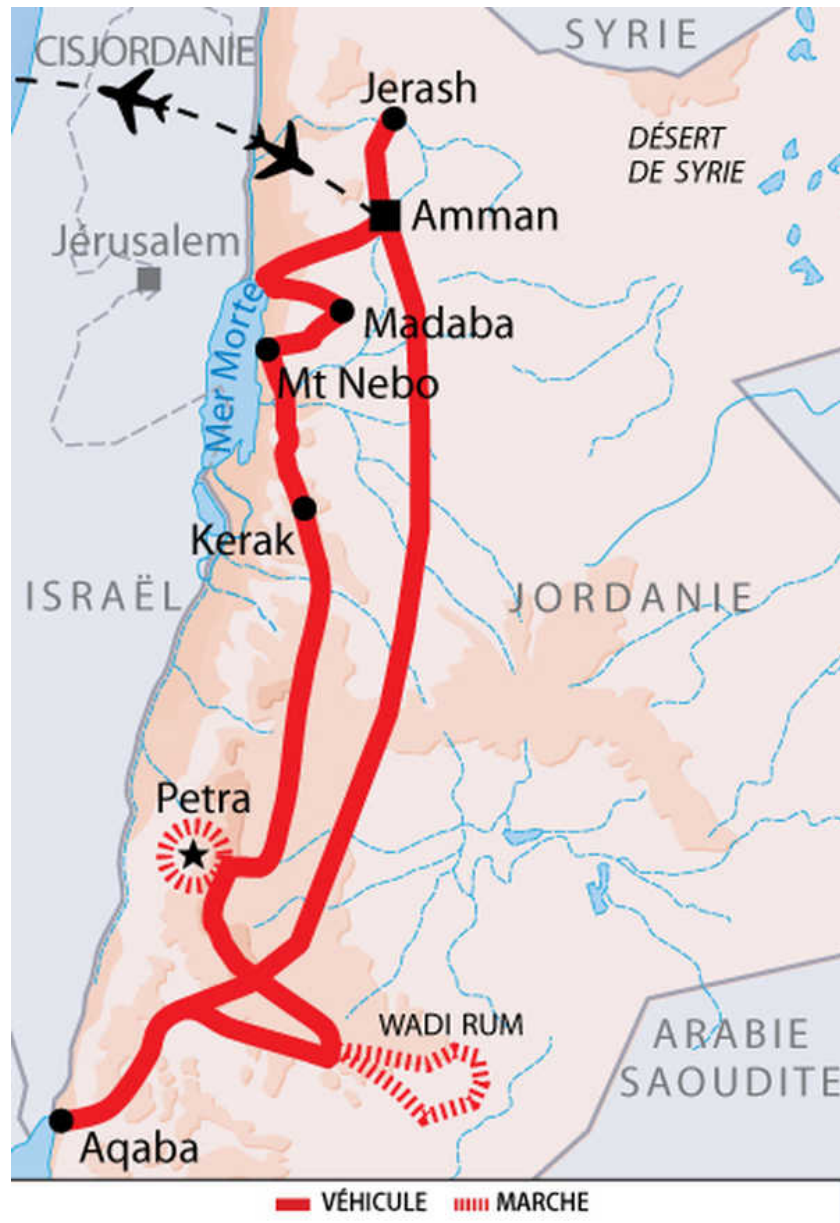 SYRIE
CISJORDANIE
Jerash
DÉSERT
DE SYRIE
Amman
Jérusalem
Madaba
Mer Morte
Mt Nebo
Kerak
ISRAËL
JORDANIE
Petra
WADI RUM
ARABIE
SAOUDITE
Aqaba
VÉHICULE
MARCHE